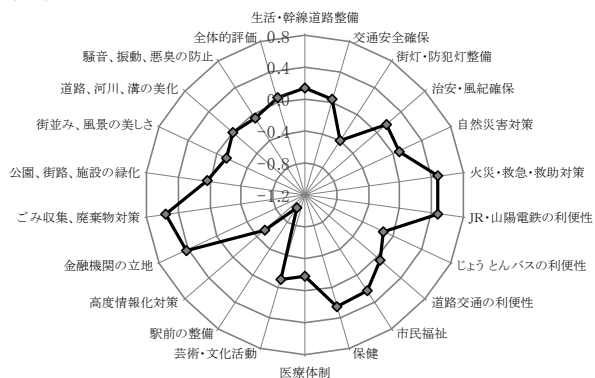 生活・幹線道路整備
交通安全確保
街灯・防犯灯整備
治安・風紀確保
自然災害対策
火災・救急・救助対策
JR・山陽電鉄の利便性
じょうとんバスの利便性
道路交通の利便性
市民福祉
保健
医療体制
芸術・文化活動
駅前の整備
高度情報化対策
金融機関の立地
ごみ収集、廃棄物対策
公園、街路、施設の緑化
街並み、風景の美しさ
道路、河川、溝の美化
騒音、振動、悪臭の防止
全体的評価
0.8
0.4
0.0
−0.4
−0.8
−1.2